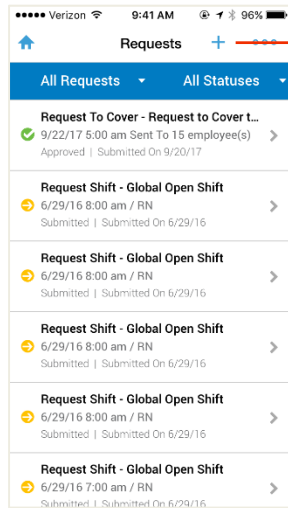 Verizon 9:41 AM 96%
Requests +
All Requests All Statuses
Request To Cover - Request to Cover t...
9/22/17 5:00 am Sent To 15 employee(s)
Approved | Submitted On 9/20/17
Request Shift - Global Open Shift
6/29/16 8:00 am / RN
Submitted | Submitted On 6/29/16
Request Shift - Global Open Shift
6/29/16 8:00 am / RN
Submitted | Submitted On 6/29/16
Request Shift - Global Open Shift
6/29/16 8:00 am / RN
Submitted | Submitted On 6/29/16
Request Shift - Global Open Shift
6/29/16 8:00 am / RN
Submitted | Submitted On 6/29/16
Request Shift - Global Open Shift
6/29/16 7:00 am / RN
Submitted | Submitted On 6/29/16